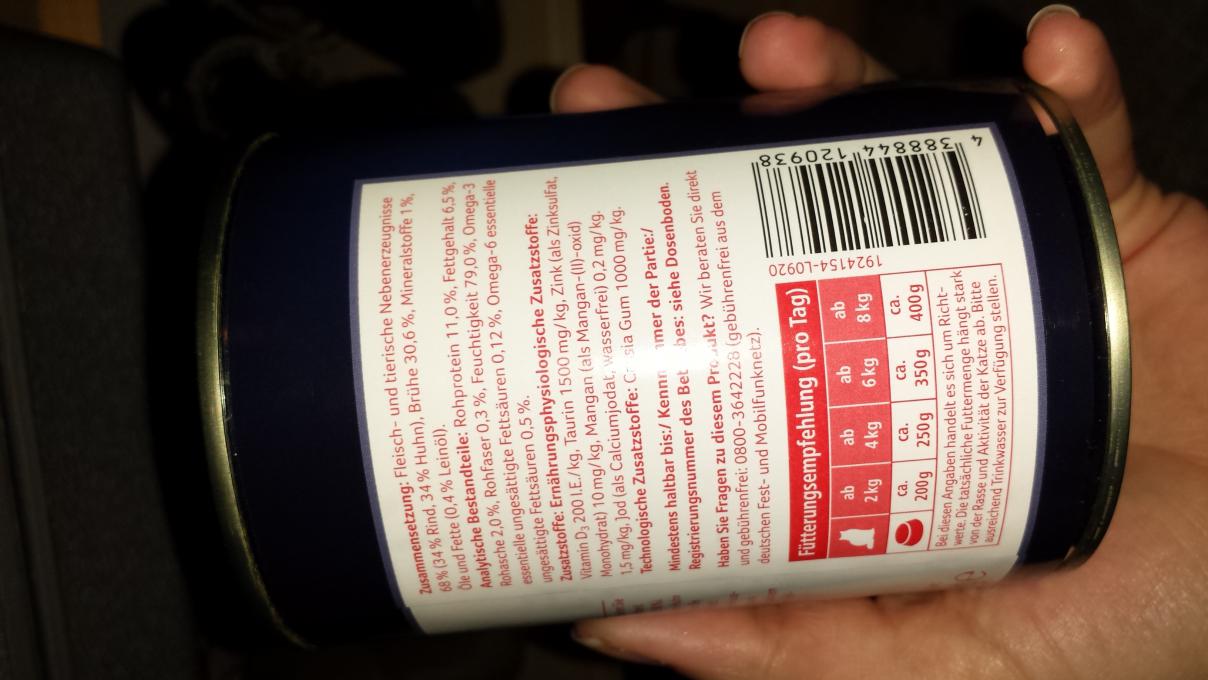 Zusammensetzung: Fleisch- und tierische Nebenerzeugnisse
68% (34% Rind, 34% Huhn), Brühe 30,6 %, Mineralstoffe 1%,
Öle und Fette (0,4% Leinöl).
Analytische Bestandteile: Rohprotein 11,0 %, Fettgehalt 6,5%,
Rohasche 2,0 %, Rohfaser 0,3 %, Feuchtigkeit 79,0 %, Omega-3
essentielle ungesättigte Fettsäuren 0,12 %, Omega-6 essentielle
ungesättigte Fettsäuren 0,5 %.
Zusatzstoffe: Ernährungsphysiologische Zusatzstoffe:
Vitamin D3 200 I.E./kg, Taurin 1500 mg/kg, Zink (als Zinksulfat,
Monohydrat) 10 mg/kg, Mangan (als Mangan-(II)-oxid)
1,5 mg/kg, Jod (als Calciumjodat, wasserfrei) 0,2 mg/kg.
Technologische Zusatzstoffe: Gum 1000 mg/kg.
Mindestens haltbar bis:/ der Partie:/
Registrierungsnummer des siehe Dosenboden.
Haben Sie Fragen zu diesem Wir beraten Sie direkt
und gebührenfrei: 0800-3642228 (gebührenfrei aus dem
deutschen Fest- und Mobilfunknetz).
4 388844 120938
1924154-L0920
Fütterungsempfehlung (pro Tag)
ab 2 kg ab 4 kg ab 6 kg ab 8 kg
ca. 200g ca. 250g ca. 350g ca. 400g
Bei diesen Angaben handelt es sich um Richt-
werte. Die tatsächliche Futtermenge hängt stark
von der Rasse und Aktivität der Katze ab. Bitte
ausreichend Trinkwasser zur Verfügung stellen.